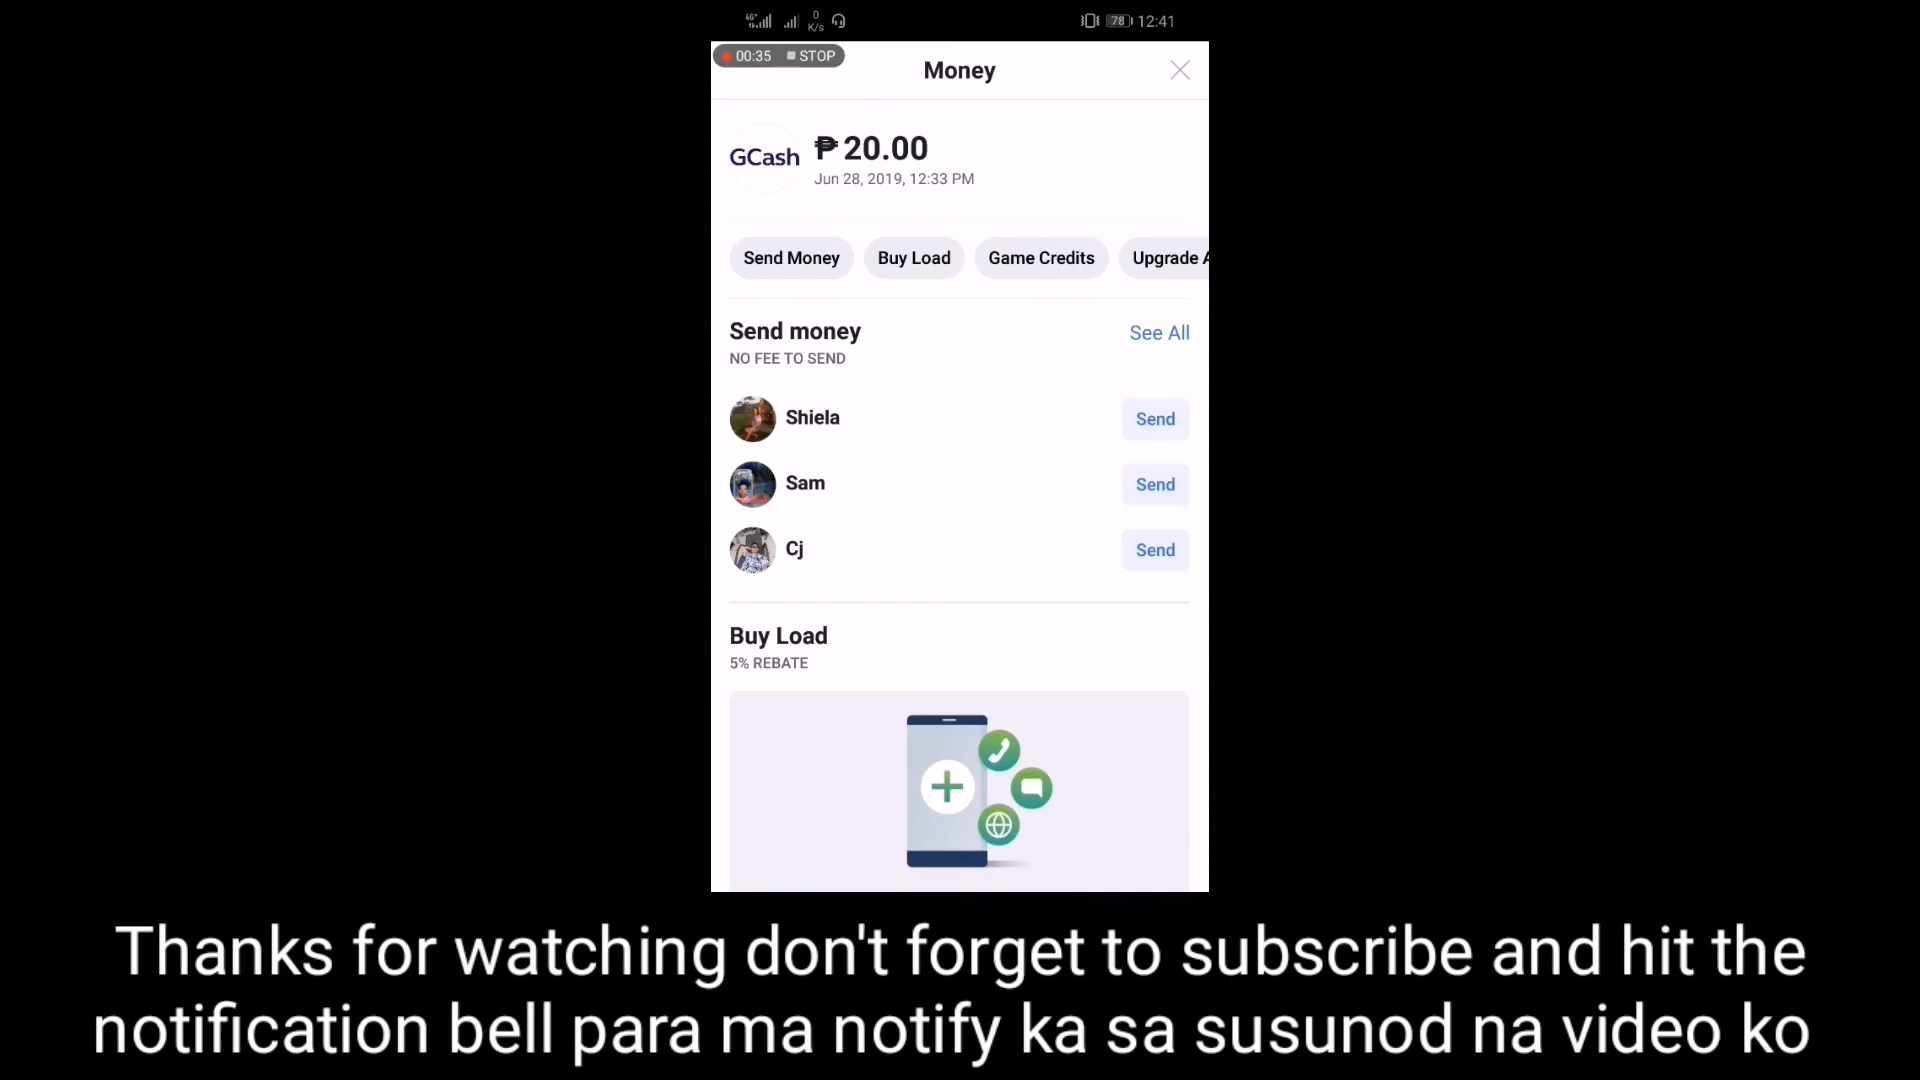 4G+ 0 K/s 78 12:41
00:35 STOP
Money
GCash ₱ 20.00
Jun 28, 2019, 12:33 PM
Send Money Buy Load Game Credits Upgrade A
Send money See All
NO FEE TO SEND
Shiela Send
Sam Send
Cj Send
Buy Load
5% REBATE
Thanks for watching don't forget to subscribe and hit the
notification bell para ma notify ka sa susunod na video ko